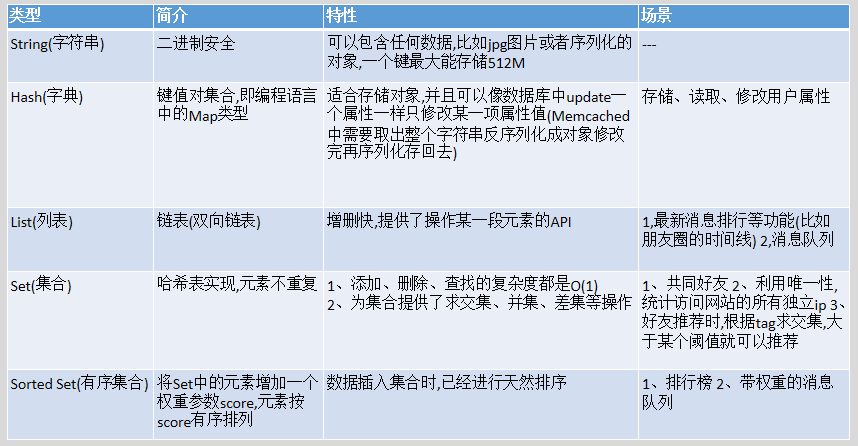 类型 简介 特性 场景
String(字符串) 二进制安全 可以包含任何数据,比如jpg图片或者序列化的 ---
对象,一个键最大能存储512M
Hash(字典) 键值对集合,即编程语言 适合存储对象,并且可以像数据库中update一 存储、读取、修改用户属性
中的Map类型 个属性一样只修改某一项属性值(Memcached
中需要取出整个字符串反序列化成对象修改
完再序列化存回去)
List(列表) 链表(双向链表) 增删快,提供了操作某一段元素的API 1,最新消息排行等功能(比如
朋友圈的时间线) 2,消息队列
Set(集合) 哈希表实现,元素不重复 1、添加、删除、查找的复杂度都是O(1) 1、共同好友 2、利用唯一性,
2、为集合提供了求交集、并集、差集等操作 统计访问网站的所有独立ip 3、
好友推荐时,根据tag求交集,大
于某个阈值就可以推荐
Sorted Set(有序集合) 将Set中的元素增加一个 数据插入集合时,已经进行天然排序 1、排行榜 2、带权重的消息
权重参数score,元素按 队列
score有序排列